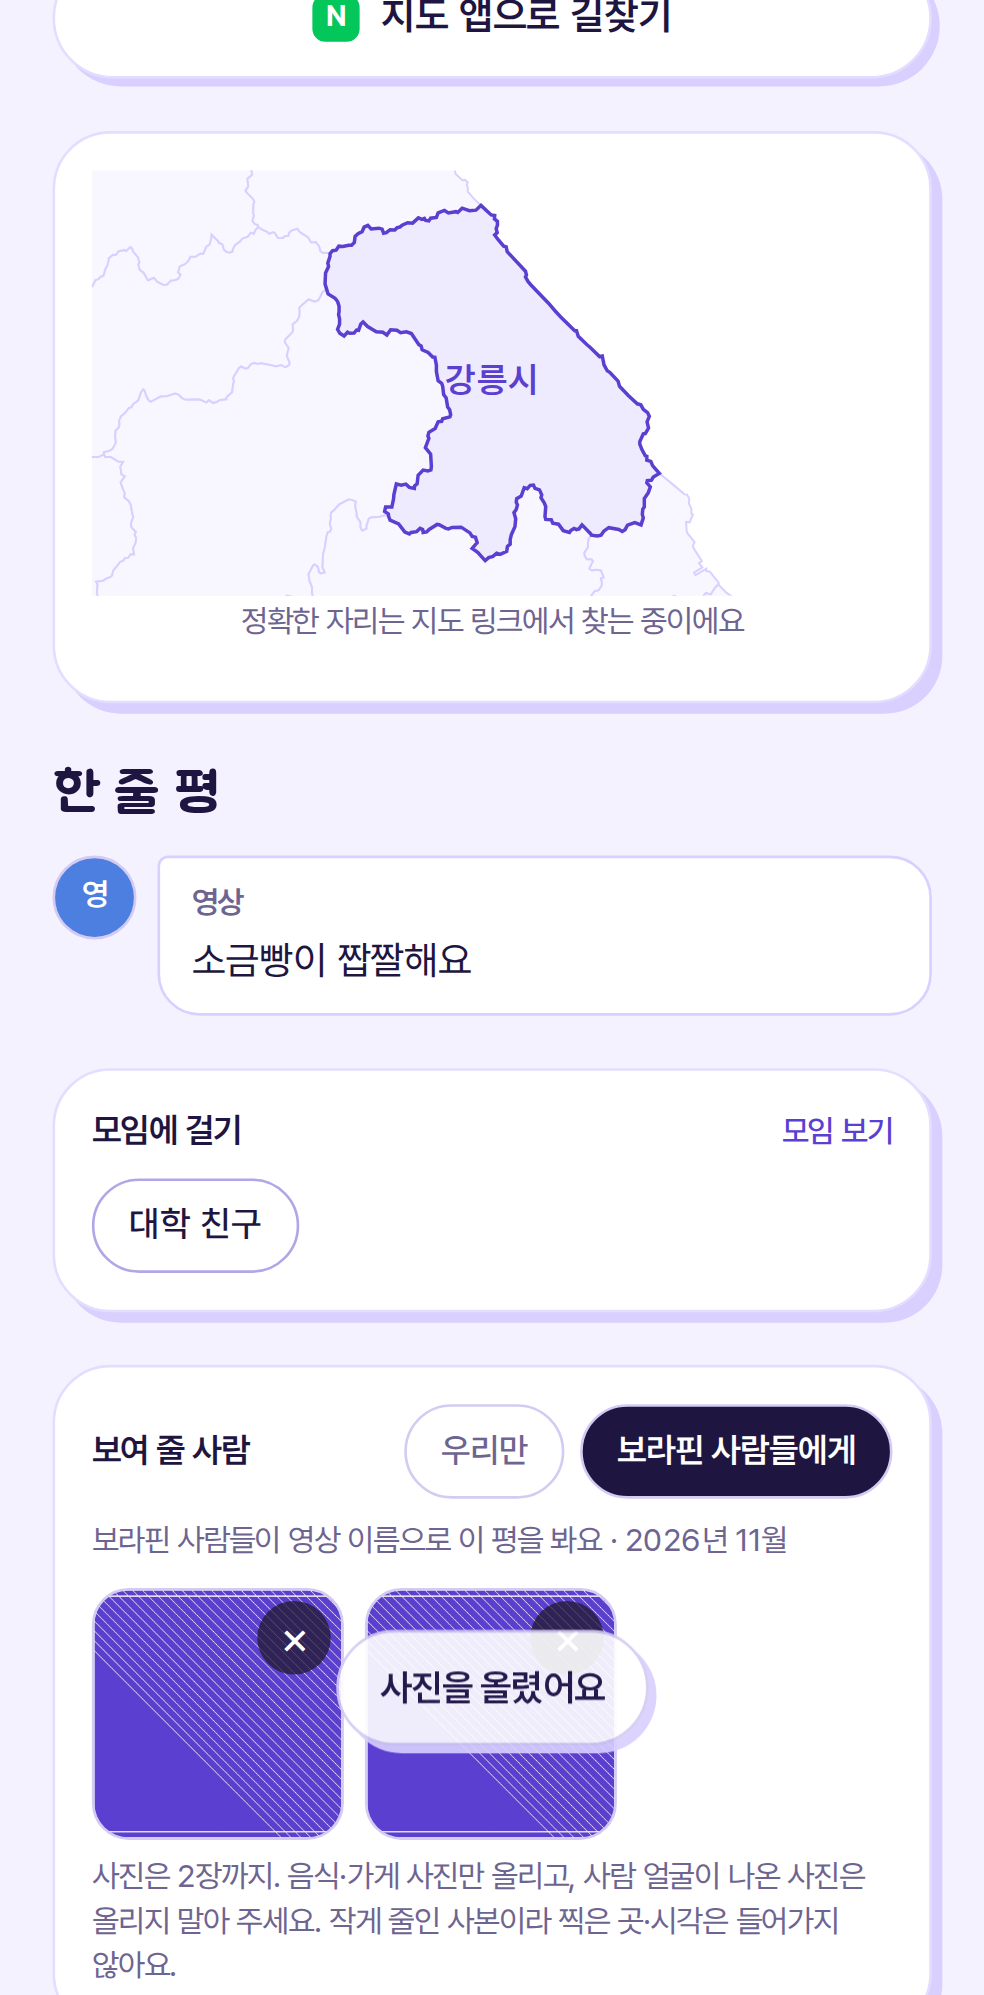 N 지도 앱으로 길찾기
강릉시
정확한 자리는 지도 링크에서 찾는 중이에요
한 줄 평
영
영상
소금빵이 짭짤해요
모임에 걸기
모임 보기
대학 친구
보여 줄 사람
우리만
보라핀 사람들에게
보라핀 사람들이 영상 이름으로 이 평을 봐요 · 2026년 11월
✕
✕
사진을 올렸어요
사진은 2장까지. 음식·가게 사진만 올리고, 사람 얼굴이 나온 사진은
올리지 말아 주세요. 작게 줄인 사본이라 찍은 곳·시각은 들어가지
않아요.